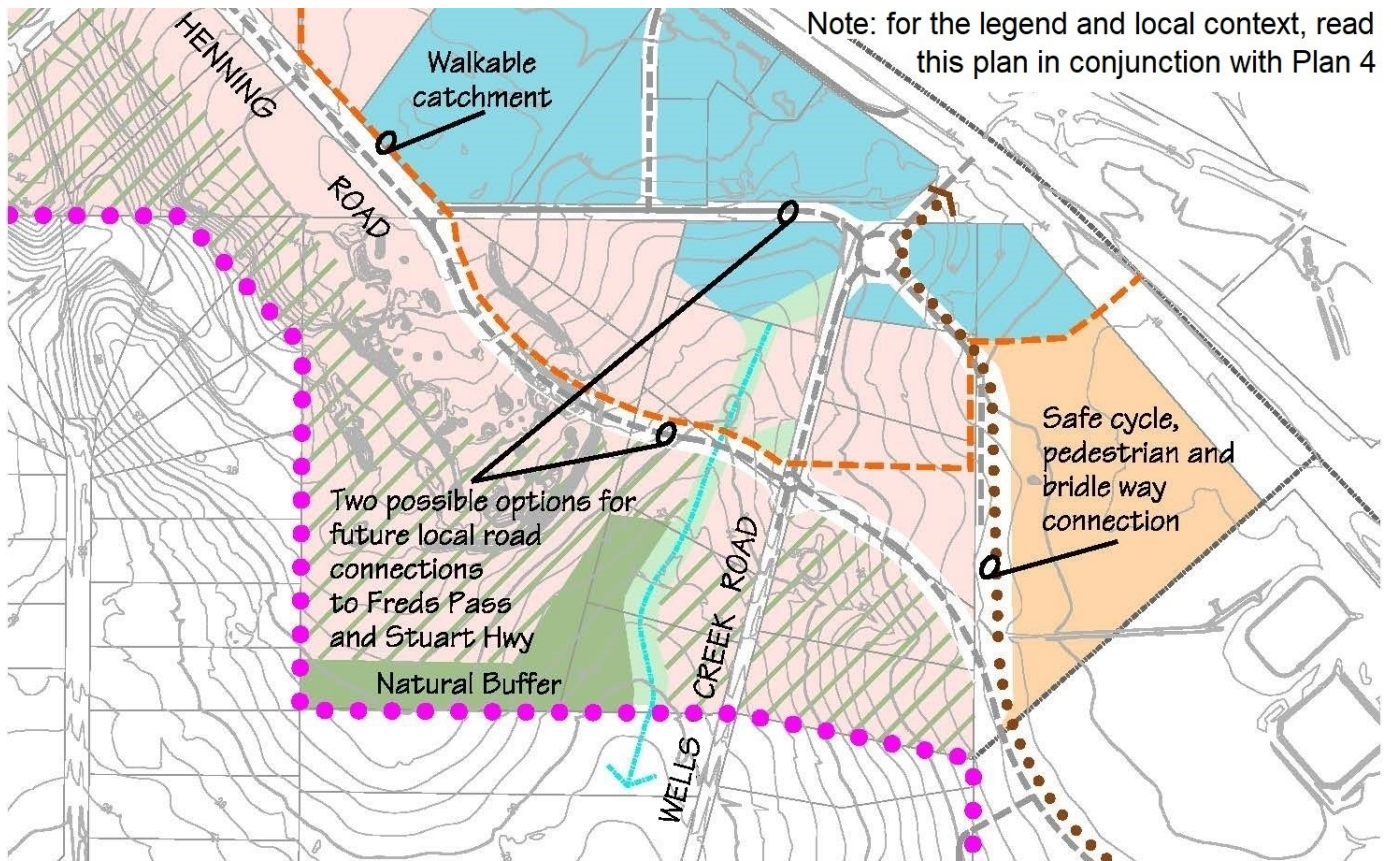 Note: for the legend and local context, read
this plan in conjunction with Plan 4
HENNING
ROAD
Walkable
catchment
Safe cycle,
pedestrian and
bridle way
connection
Two possible options for
future local road
connections
to Freds Pass
and Stuart Hwy
Natural Buffer
WELLS CREEK ROAD